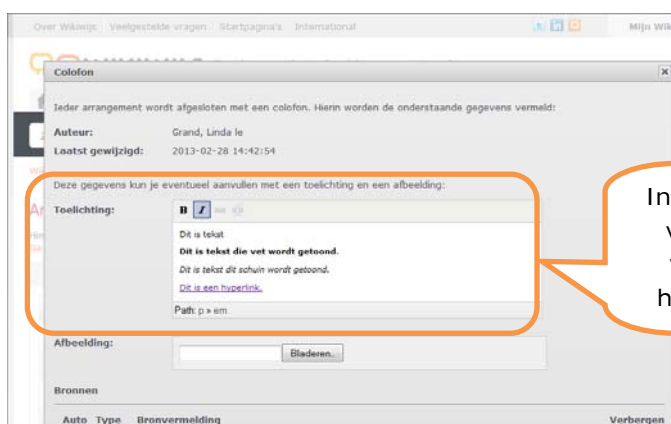 Over Wikiwijs Veelgestelde vragen Startpagina's International Mijn Wik
Colofon x
Ieder arrangement wordt afgesloten met een colofon. Hierin worden de onderstaande gegevens vermeld:
Auteur: Grand, Linda le
Laatst gewijzigd: 2013-02-28 14:42:54
Deze gegevens kun je eventueel aanvullen met een toelichting en een afbeelding:
Toelichting: B I
Dit is tekst
Dit is tekst die vet wordt getoond.
Dit is tekst dit schuin wordt getoond.
Dit is een hyperlink.
Path: p » em
In
h
Afbeelding: Bladeren..
Bronnen
Auto Type Bronvermelding Verbergen